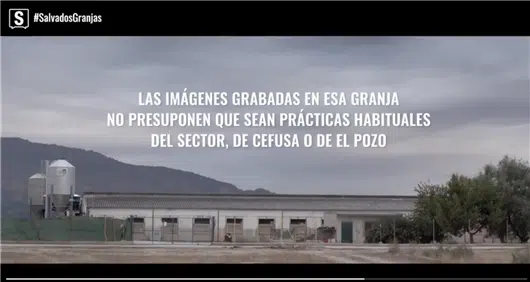 S #SalvadosGranjas
LAS IMÁGENES GRABADAS EN ESA GRANJA
NO PRESUPONEN QUE SEAN PRÁCTICAS HABITUALES
DEL SECTOR, DE CEFUSA O DE EL POZO